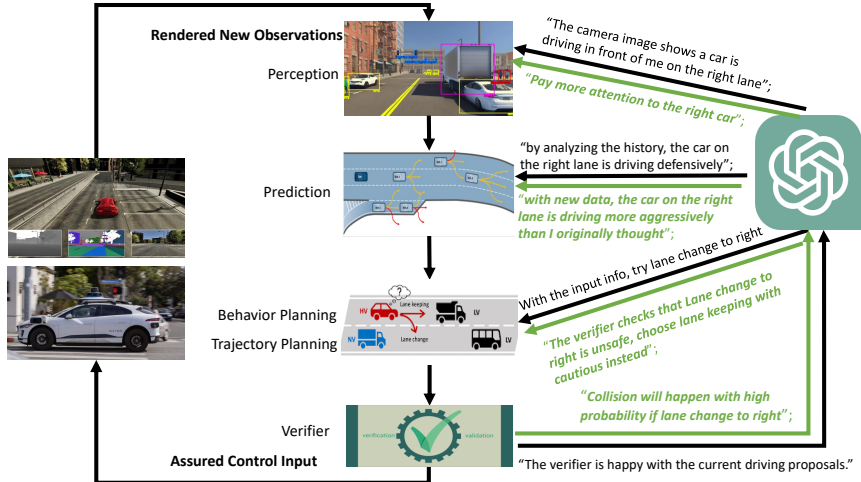 Rendered New Observations
Perception
"The camera image shows a car is
driving in front of me on the right lane";
"Pay more attention to the right car";
Prediction
"by analyzing the history, the car on
the right lane is driving defensively";
"with new data, the car on the right
lane is driving more aggressively
than I originally thought";
With the input info, try lane change to right
Behavior Planning
Trajectory Planning
?
HV
Lane keeping
LV
NV
Lane change
LV
"The verifier checks that Lane change to
right is unsafe, choose lane keeping with
cautious instead";
"Collision will happen with high
probability if lane change to right";
Verifier
verification
validation
Assured Control Input
"The verifier is happy with the current driving proposals."